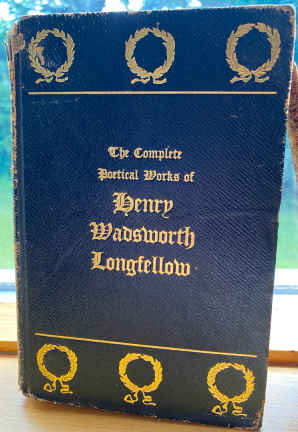 The Complete
Poetical Works of
Henry
Wadsworth
Longfellow